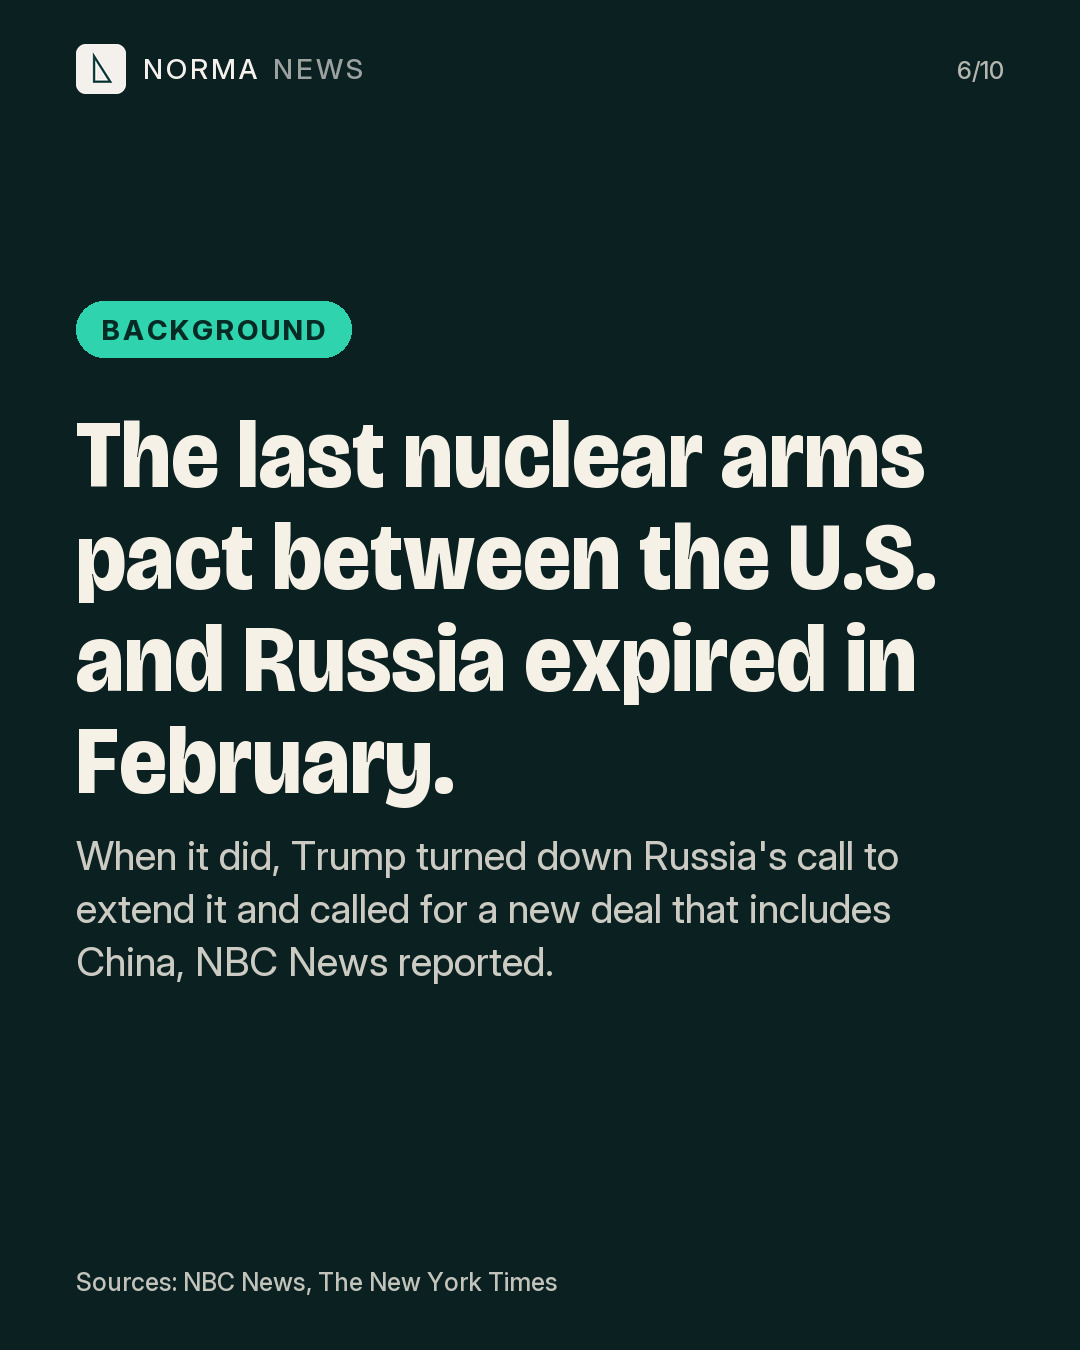 NORMA NEWS
6/10
BACKGROUND
The last nuclear arms
pact between the U.S.
and Russia expired in
February.
When it did, Trump turned down Russia's call to
extend it and called for a new deal that includes
China, NBC News reported.
Sources: NBC News, The New York Times